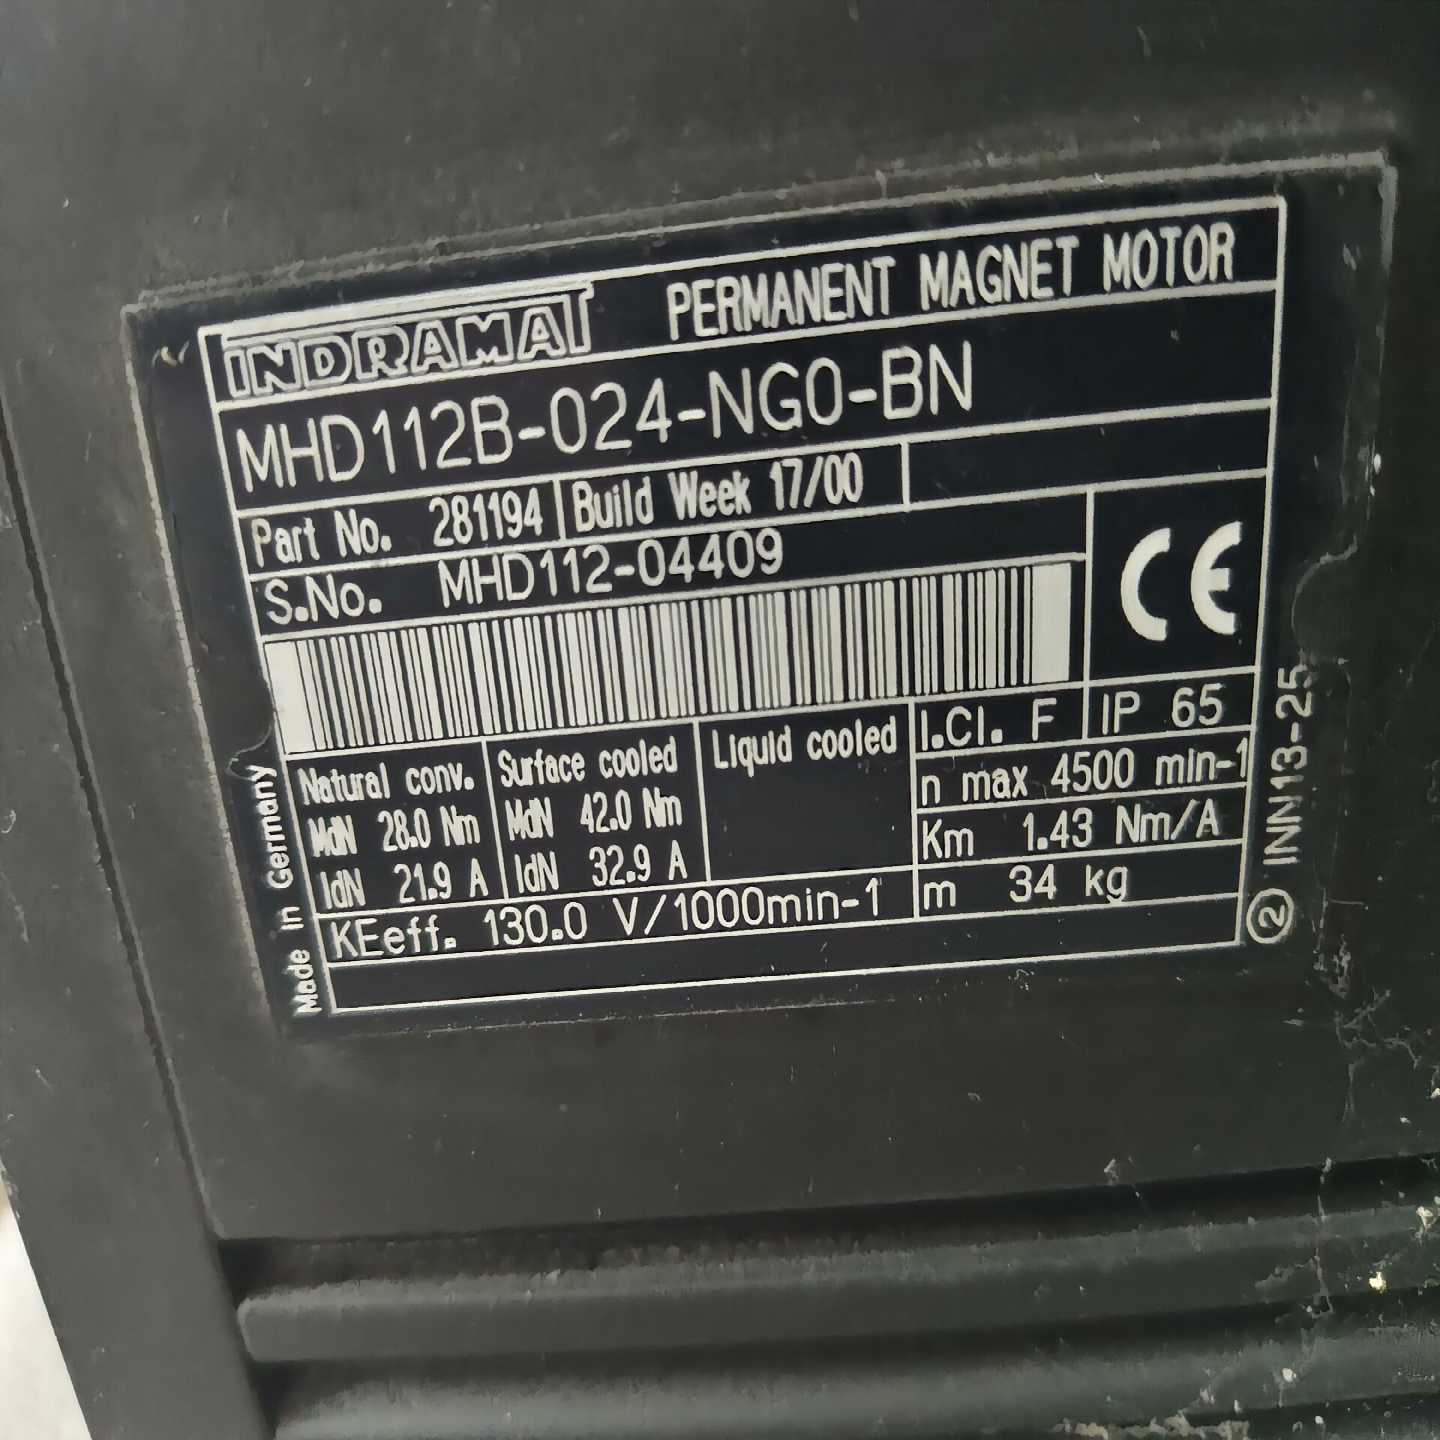 INDRAMAT PERMANENT MAGNET MOTOR
MHD112B-024-NG0-BN
Part No. 281194 Build Week 17/00
S.No. MHD112-04409
CE
I.Cl. F IP 65
Natural conv. Surface cooled Liquid cooled n max 4500 min-1
MdN 28.0 Nm MdN 42.0 Nm Km 1.43 Nm/A
IdN 21.9 A IdN 32.9 A m 34 kg
KEeff. 130.0 V/1000min-1
Made in Germany
② INN13-25